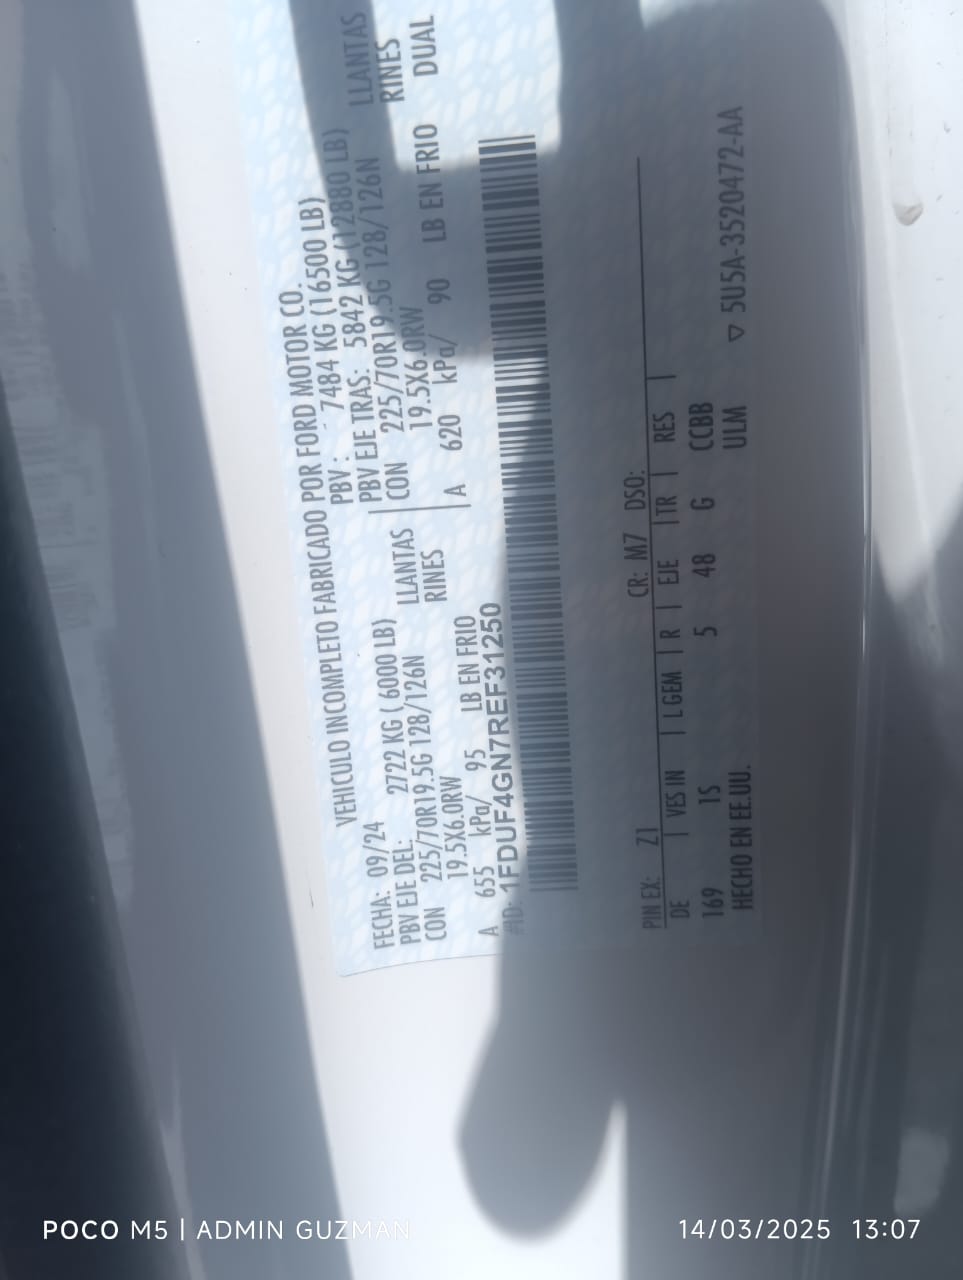 VEHICULO INCOMPLETO FABRICADO POR FORD MOTOR CO.
FECHA: 09/24 PBV: 7484 KG (16500 LB)
PBV EJE DEL: 2722 KG ( 6000 LB) PBV EJE TRAS: 5842 KG (12880 LB)
CON 225/70R19.5G 128/126N LLANTAS | CON 225/70R19.5G 128/126N LLANTAS
19.5X6.0RW RINES 19.5X6.0RW RINES
A 655 kPa/ 95 LB EN FRIO | A 620 kPa/ 90 LB EN FRIO DUAL
#ID: 1FDUF4GN7REF31250
PIN EX: Z1 CR: M7 DSO:
DE | VES IN | LGEM | R | EJE | TR | RES |
169 1S 5 48 G CCBB
HECHO EN EE.UU. ULM ▽ 5U5A-3520472-AA
POCO M5 | ADMIN GUZMAN 14/03/2025 13:07